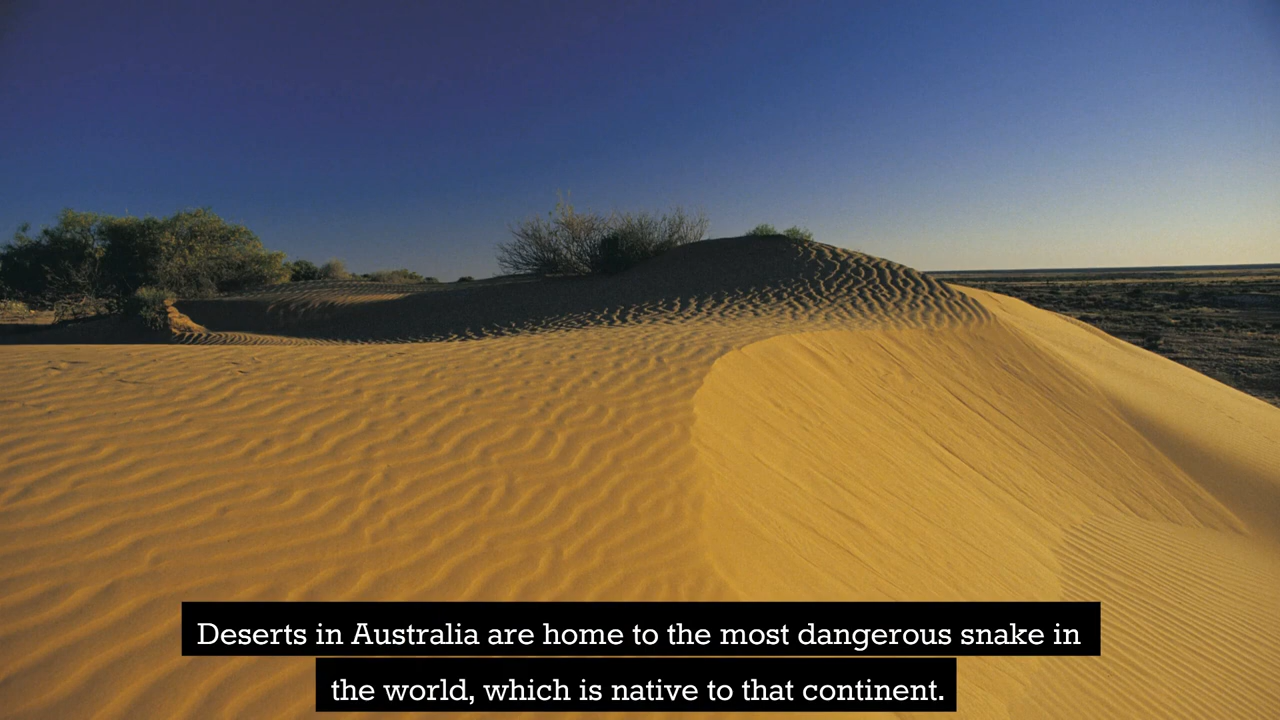 Deserts in Australia are home to the most dangerous snake in
the world, which is native to that continent.